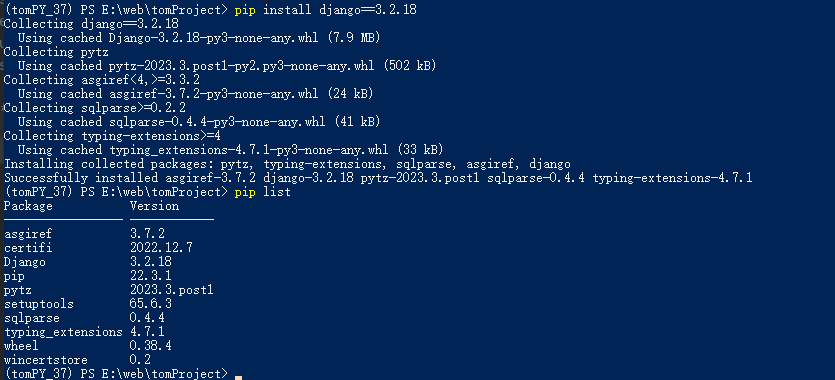 (tomPY_37) PS E:\web\tomProject> pip install django==3.2.18
Collecting django==3.2.18
  Using cached Django-3.2.18-py3-none-any.whl (7.9 MB)
Collecting pytz
  Using cached pytz-2023.3.post1-py2.py3-none-any.whl (502 kB)
Collecting asgiref<4,>=3.3.2
  Using cached asgiref-3.7.2-py3-none-any.whl (24 kB)
Collecting sqlparse>=0.2.2
  Using cached sqlparse-0.4.4-py3-none-any.whl (41 kB)
Collecting typing-extensions>=4
  Using cached typing_extensions-4.7.1-py3-none-any.whl (33 kB)
Installing collected packages: pytz, typing-extensions, sqlparse, asgiref, django
Successfully installed asgiref-3.7.2 django-3.2.18 pytz-2023.3.post1 sqlparse-0.4.4 typing-extensions-4.7.1
(tomPY_37) PS E:\web\tomProject> pip list
Package           Version
----------------- ------------
asgiref           3.7.2
certifi           2022.12.7
Django            3.2.18
pip               22.3.1
pytz              2023.3.post1
setuptools        65.6.3
sqlparse          0.4.4
typing_extensions 4.7.1
wheel             0.38.4
wincertstore      0.2
(tomPY_37) PS E:\web\tomProject>